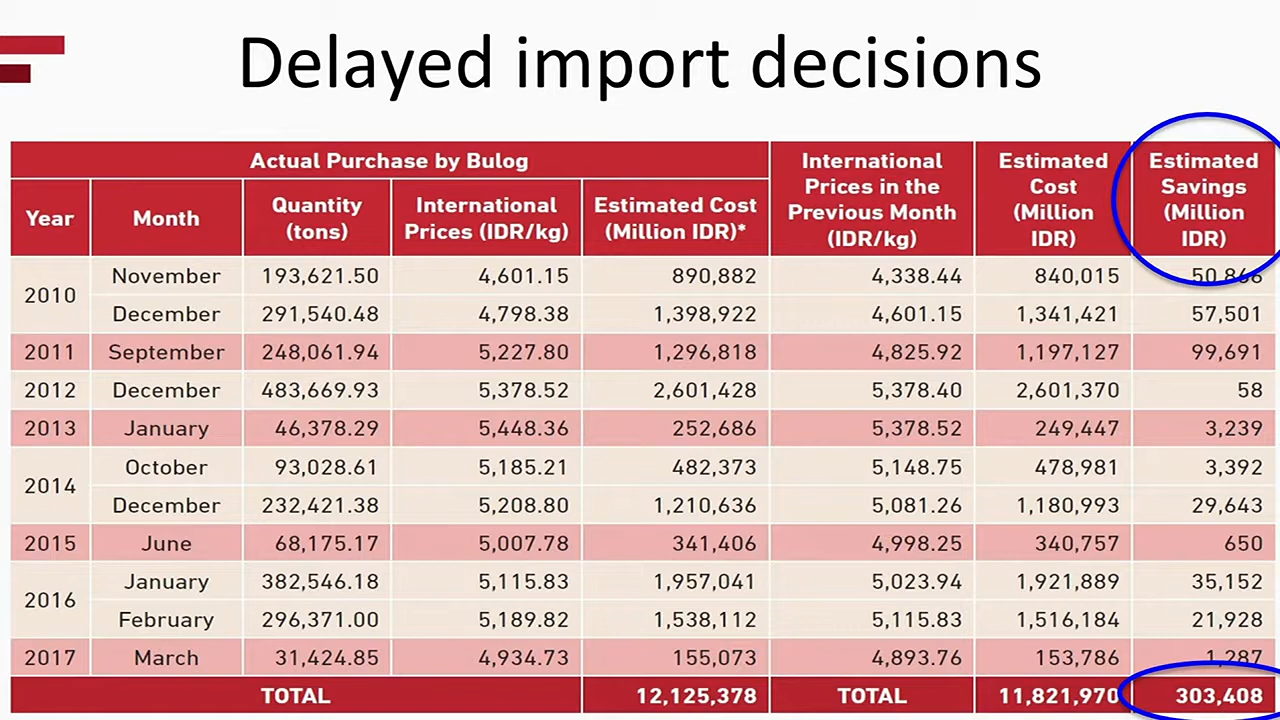 Delayed import decisions
Actual Purchase by Bulog
International Prices in the Previous Month (IDR/kg)
Estimated Cost (Million IDR)
Estimated Savings (Million IDR)
Year Month Quantity (tons) International Prices (IDR/kg) Estimated Cost (Million IDR)*
2010 November 193,621.50 4,601.15 890,882 4,338.44 840,015 50,866
December 291,540.48 4,798.38 1,398,922 4,601.15 1,341,421 57,501
2011 September 248,061.94 5,227.80 1,296,818 4,825.92 1,197,127 99,691
2012 December 483,669.93 5,378.52 2,601,428 5,378.40 2,601,370 58
2013 January 46,378.29 5,448.36 252,686 5,378.52 249,447 3,239
2014 October 93,028.61 5,185.21 482,373 5,148.75 478,981 3,392
December 232,421.38 5,208.80 1,210,636 5,081.26 1,180,993 29,643
2015 June 68,175.17 5,007.78 341,406 4,998.25 340,757 650
2016 January 382,546.18 5,115.83 1,957,041 5,023.94 1,921,889 35,152
February 296,371.00 5,189.82 1,538,112 5,115.83 1,516,184 21,928
2017 March 31,424.85 4,934.73 155,073 4,893.76 153,786 1,287
TOTAL 12,125,378 TOTAL 11,821,970 303,408